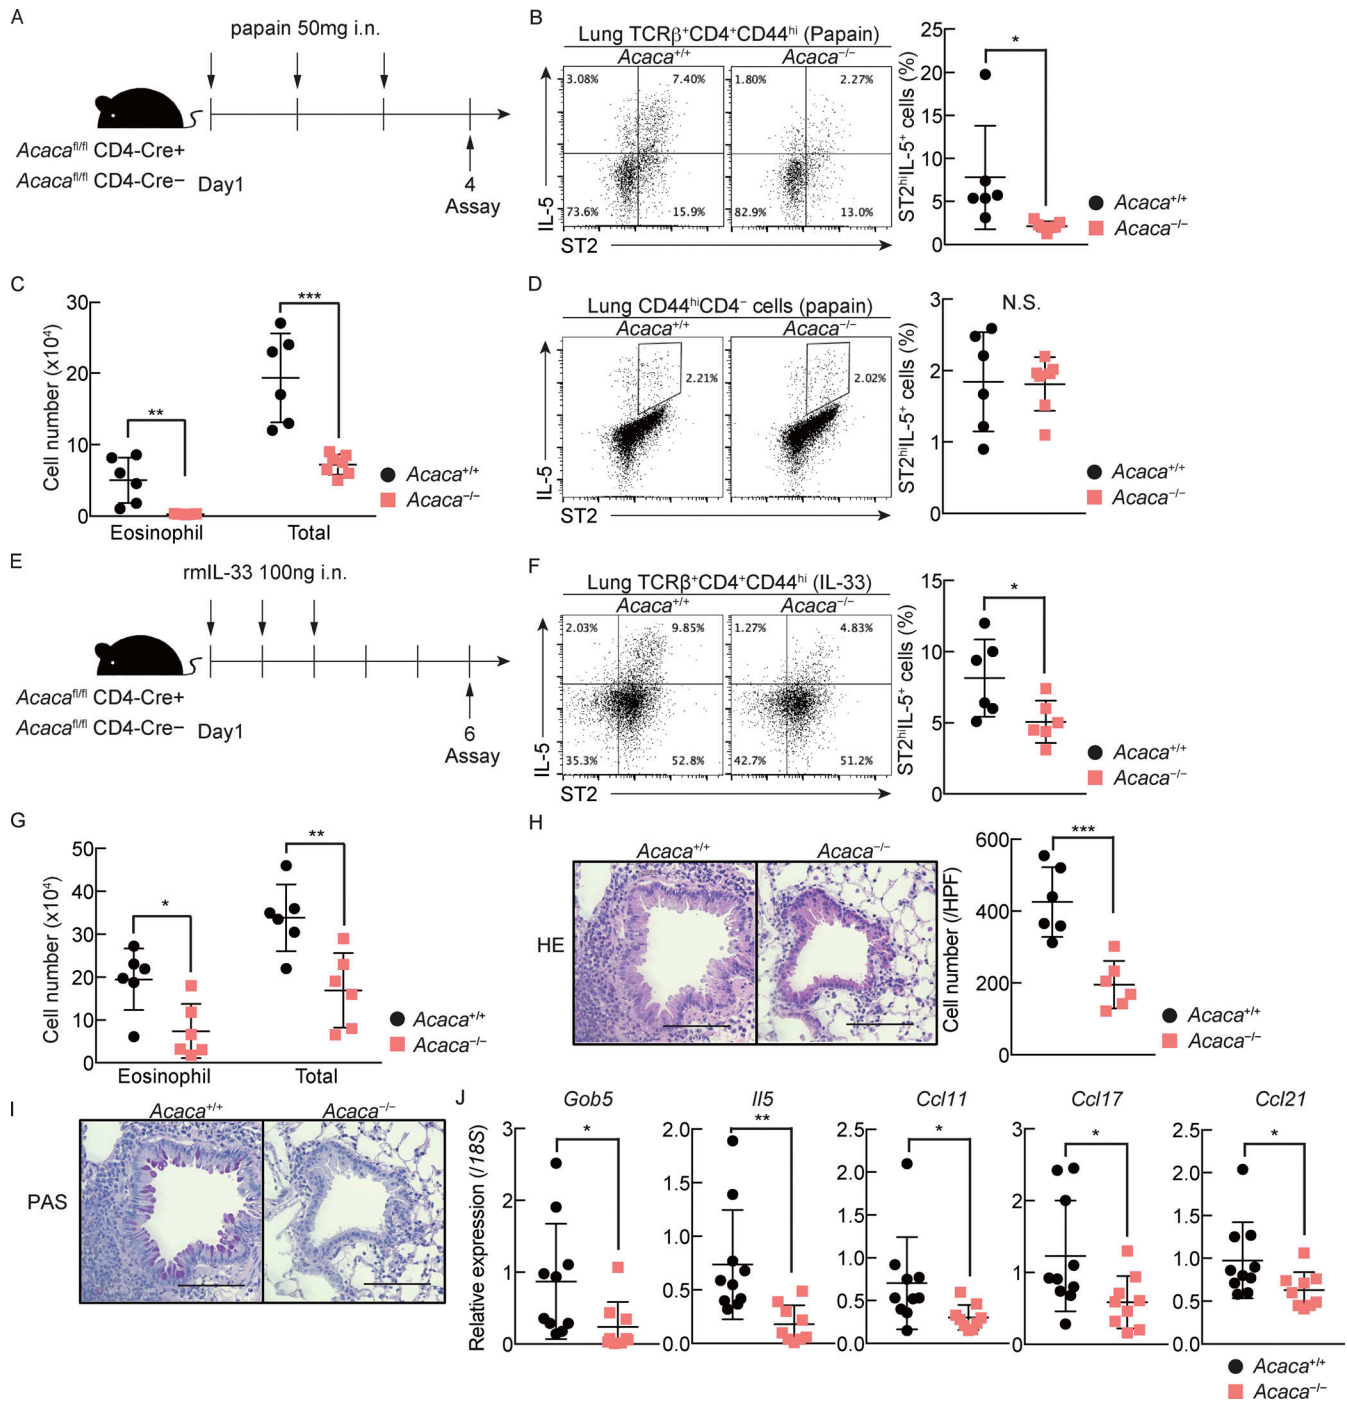 A
papain 50mg i.n.
Acaca^fl/fl CD4-Cre+
Acaca^fl/fl CD4-Cre−
Day1
4
Assay
B
Lung TCRβ⁺CD4⁺CD44ʰⁱ (Papain)
Acaca⁺/⁺
Acaca⁻/⁻
3.08%
7.40%
1.80%
2.27%
73.6%
15.9%
82.9%
13.0%
IL-5
ST2
ST2ʰⁱIL-5⁺ cells (%)
25
20
15
10
5
0
*
Acaca⁺/⁺
Acaca⁻/⁻
C
Cell number (x10⁴)
30
20
10
0
**
***
Eosinophil
Total
Acaca⁺/⁺
Acaca⁻/⁻
D
Lung CD44ʰⁱCD4⁻ cells (papain)
Acaca⁺/⁺
Acaca⁻/⁻
2.21%
2.02%
IL-5
ST2
ST2ʰⁱIL-5⁺ cells (%)
3
2
1
0
N.S.
Acaca⁺/⁺
Acaca⁻/⁻
E
rmIL-33 100ng i.n.
Acaca^fl/fl CD4-Cre+
Acaca^fl/fl CD4-Cre−
Day1
6
Assay
F
Lung TCRβ⁺CD4⁺CD44ʰⁱ (IL-33)
Acaca⁺/⁺
Acaca⁻/⁻
2.03%
9.85%
1.27%
4.83%
35.3%
52.8%
42.7%
51.2%
IL-5
ST2
ST2ʰⁱIL-5⁺ cells (%)
15
10
5
0
*
Acaca⁺/⁺
Acaca⁻/⁻
G
Cell number (x10⁴)
50
40
30
20
10
0
*
**
Eosinophil
Total
Acaca⁺/⁺
Acaca⁻/⁻
H
Acaca⁺/⁺
Acaca⁻/⁻
HE
Cell number (/HPF)
600
400
200
0
***
Acaca⁺/⁺
Acaca⁻/⁻
I
Acaca⁺/⁺
Acaca⁻/⁻
PAS
J
Relative expression (/18S)
Gob5
3
2
1
0
*
Il5
2.0
1.5
1.0
0.5
0.0
**
Ccl11
2.5
2.0
1.5
1.0
0.5
0.0
*
Ccl17
3
2
1
0
*
Ccl21
2.5
2.0
1.5
1.0
0.5
0.0
*
Acaca⁺/⁺
Acaca⁻/⁻